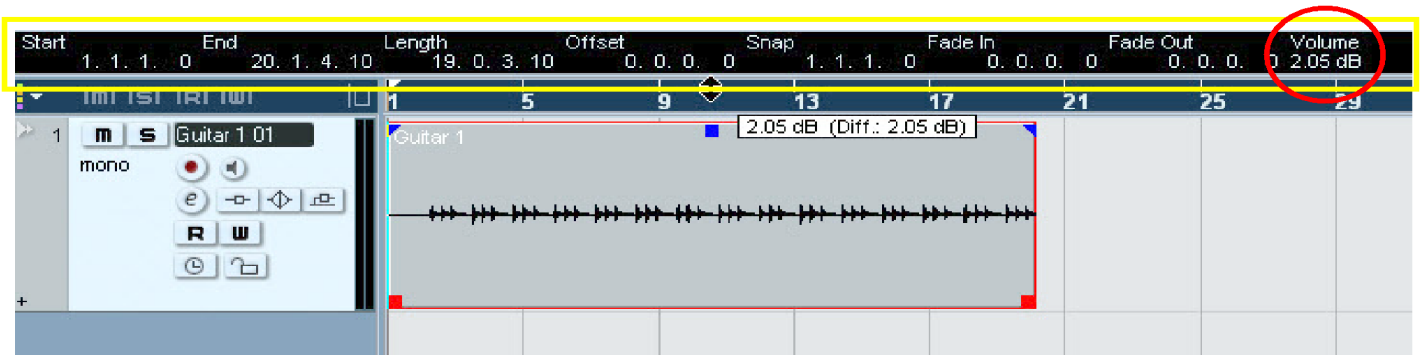 Start End Length Offset Snap Fade In Fade Out Volume
1. 1. 1. 0 20. 1. 4. 10 19. 0. 3. 10 0. 0. 0. 0 1. 1. 1. 0 0. 0. 0. 0 0. 0. 0. 0 2.05 dB
1 5 9 13 17 21 25 29
1 m S Guitar 1 01 Guitar 1 2.05 dB (Diff.: 2.05 dB)
mono
e
R W
+